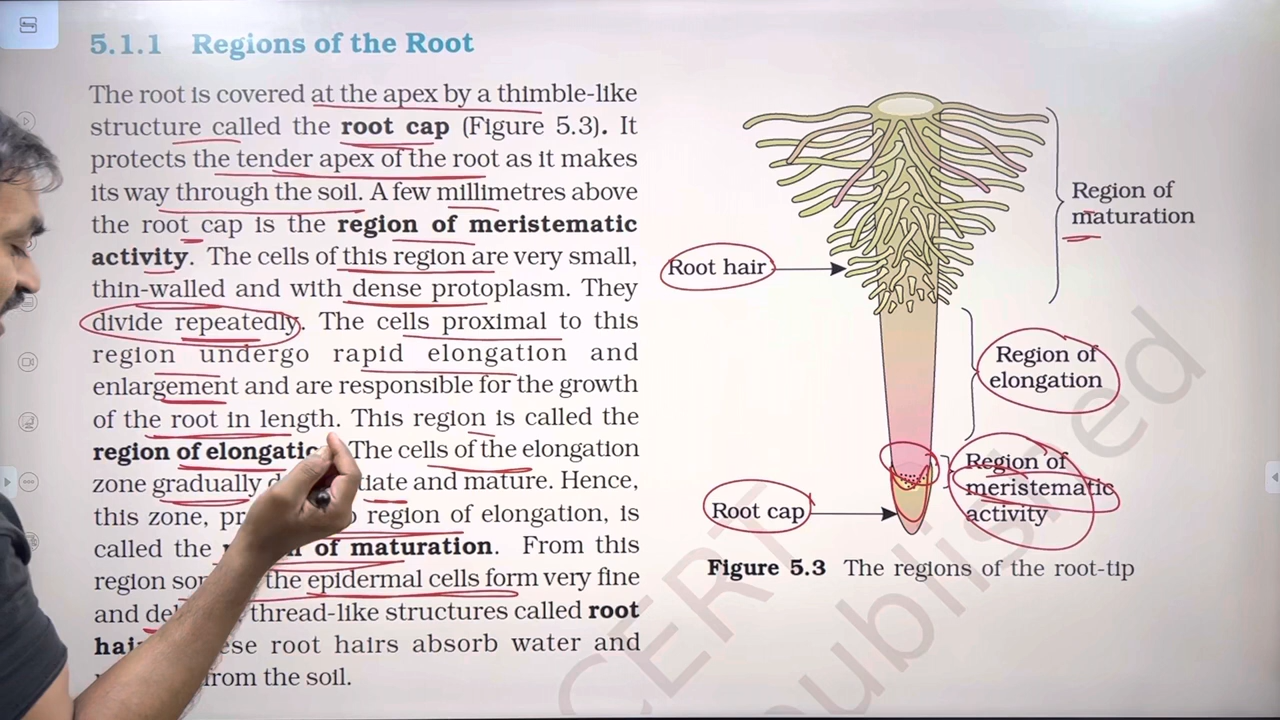 5.1.1 Regions of the Root
The root is covered at the apex by a thimble-like
structure called the root cap (Figure 5.3). It
protects the tender apex of the root as it makes
its way through the soil. A few millimetres above
the root cap is the region of meristematic
activity. The cells of this region are very small,
thin-walled and with dense protoplasm. They
divide repeatedly. The cells proximal to this
region undergo rapid elongation and
enlargement and are responsible for the growth
of the root in length. This region is called the
region of The cells of the elongation
zone gradually and mature. Hence,
this zone, region of elongation, is
called the of maturation. From this
region the epidermal cells form very fine
and thread-like structures called root
root hairs absorb water and
from the soil.
Region of
maturation
Root hair
Region of
elongation
Region of
meristematic
activity
Root cap
Figure 5.3 The regions of the root-tip